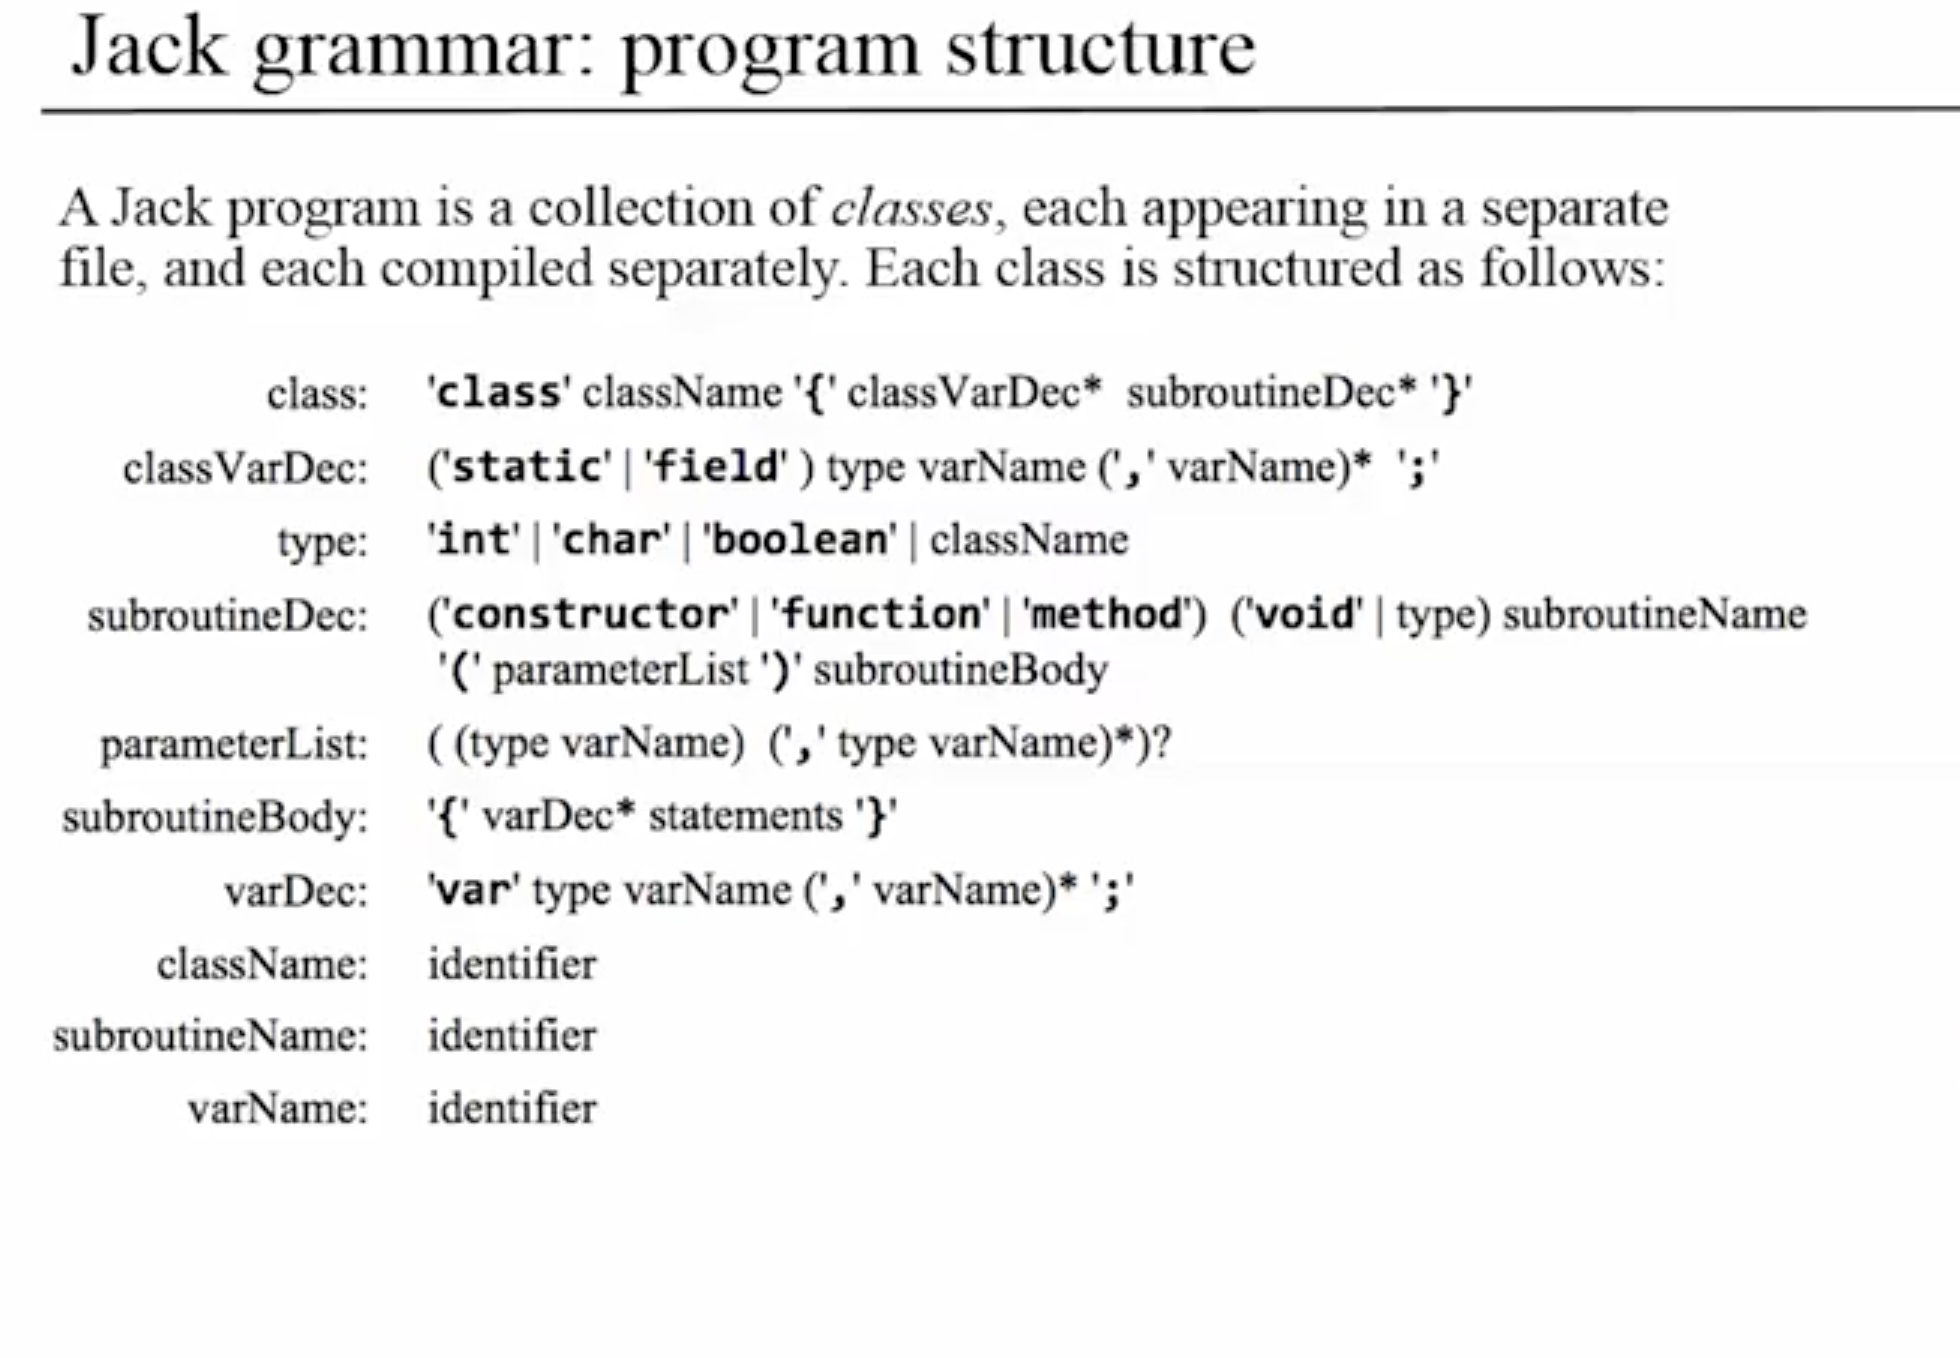 Jack grammar: program structure
A Jack program is a collection of classes, each appearing in a separate
file, and each compiled separately. Each class is structured as follows:
class: 'class' className '{' classVarDec* subroutineDec* '}'
classVarDec: ('static' | 'field' ) type varName (',' varName)* ';'
type: 'int' | 'char' | 'boolean' | className
subroutineDec: ('constructor' | 'function' | 'method') ('void' | type) subroutineName
'(' parameterList ')' subroutineBody
parameterList: ( (type varName) (',' type varName)*)?
subroutineBody: '{' varDec* statements '}'
varDec: 'var' type varName (',' varName)* ';'
className: identifier
subroutineName: identifier
varName: identifier